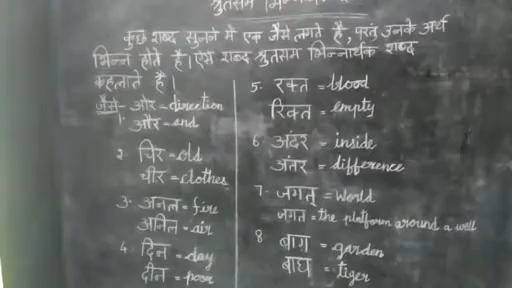 श्रुतसम
कुछ शब्द सुनने में एक जैसे लगते हैं, परंतु उनके अर्थ
भिन्न होते हैं। ऐसे शब्द श्रुतसम भिन्नार्थक शब्द
कहलाते हैं।
जैसे-
1. ओर = direction
और = and
2. चिर = old
चीर = clothes
3. अनल = fire
अनिल = air
4. दिन = day
दीन = poor
5. रक्त = blood
रिक्त = empty
6. अंदर = inside
अंतर = difference
7. जगत् = World
जगत = the platform around a well
8. बाग़ = garden
बाघ = tiger